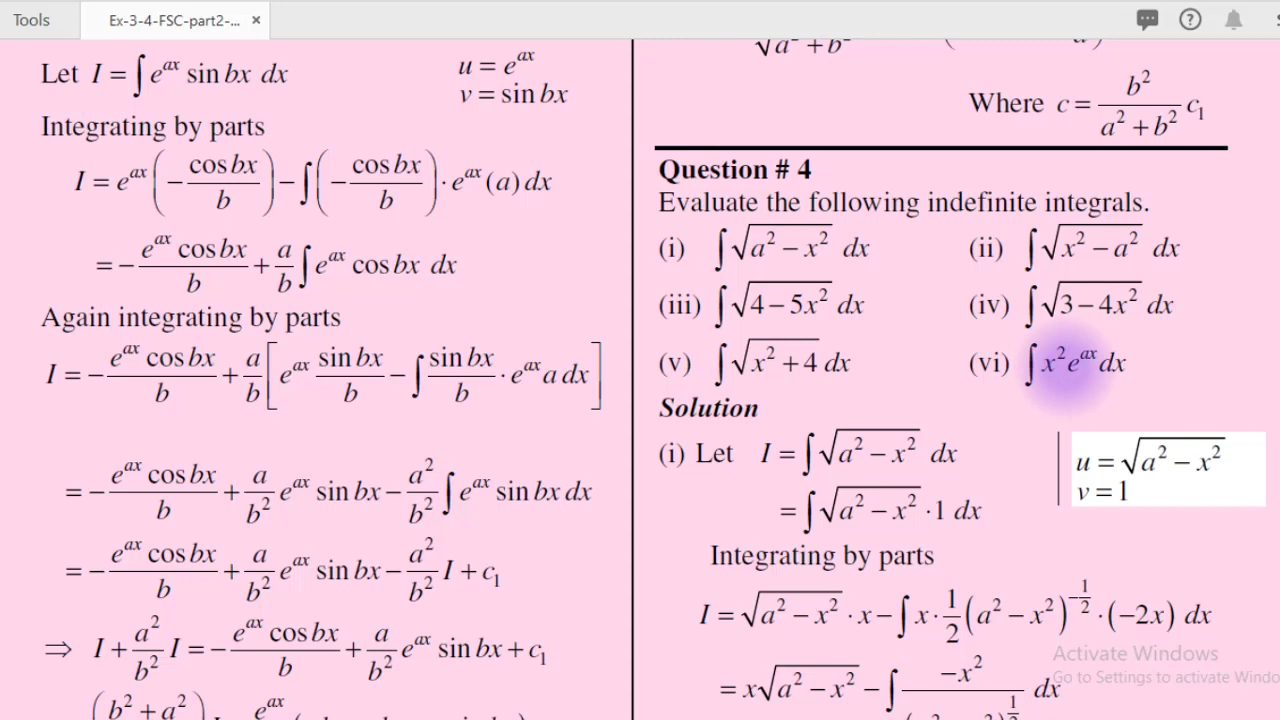 Tools
Ex-3-4-FSC-part2-... ×
Let I = ∫ e^{ax} sin bx dx
u = e^{ax}
v = sin bx
Integrating by parts
I = e^{ax} (− cos bx / b) − ∫ (− cos bx / b) · e^{ax} (a) dx
= − e^{ax} cos bx / b + a/b ∫ e^{ax} cos bx dx
Again integrating by parts
I = − e^{ax} cos bx / b + a/b [ e^{ax} sin bx / b − ∫ sin bx / b · e^{ax} a dx ]
= − e^{ax} cos bx / b + a/b² e^{ax} sin bx − a²/b² ∫ e^{ax} sin bx dx
= − e^{ax} cos bx / b + a/b² e^{ax} sin bx − a²/b² I + c₁
⇒ I + a²/b² I = − e^{ax} cos bx / b + a/b² e^{ax} sin bx + c₁
(b² + a²) e^{ax}
√a² + b²
Where c = b² / (a² + b²) c₁
Question # 4
Evaluate the following indefinite integrals.
(i) ∫ √(a² − x²) dx (ii) ∫ √(x² − a²) dx
(iii) ∫ √(4 − 5x²) dx (iv) ∫ √(3 − 4x²) dx
(v) ∫ √(x² + 4) dx (vi) ∫ x² e^{ax} dx
Solution
(i) Let I = ∫ √(a² − x²) dx
= ∫ √(a² − x²) · 1 dx
u = √(a² − x²)
v = 1
Integrating by parts
I = √(a² − x²) · x − ∫ x · 1/2 (a² − x²)^{−1/2} · (−2x) dx
= x√(a² − x²) − ∫ −x² / dx
Activate Windows
Go to Settings to activate Windo